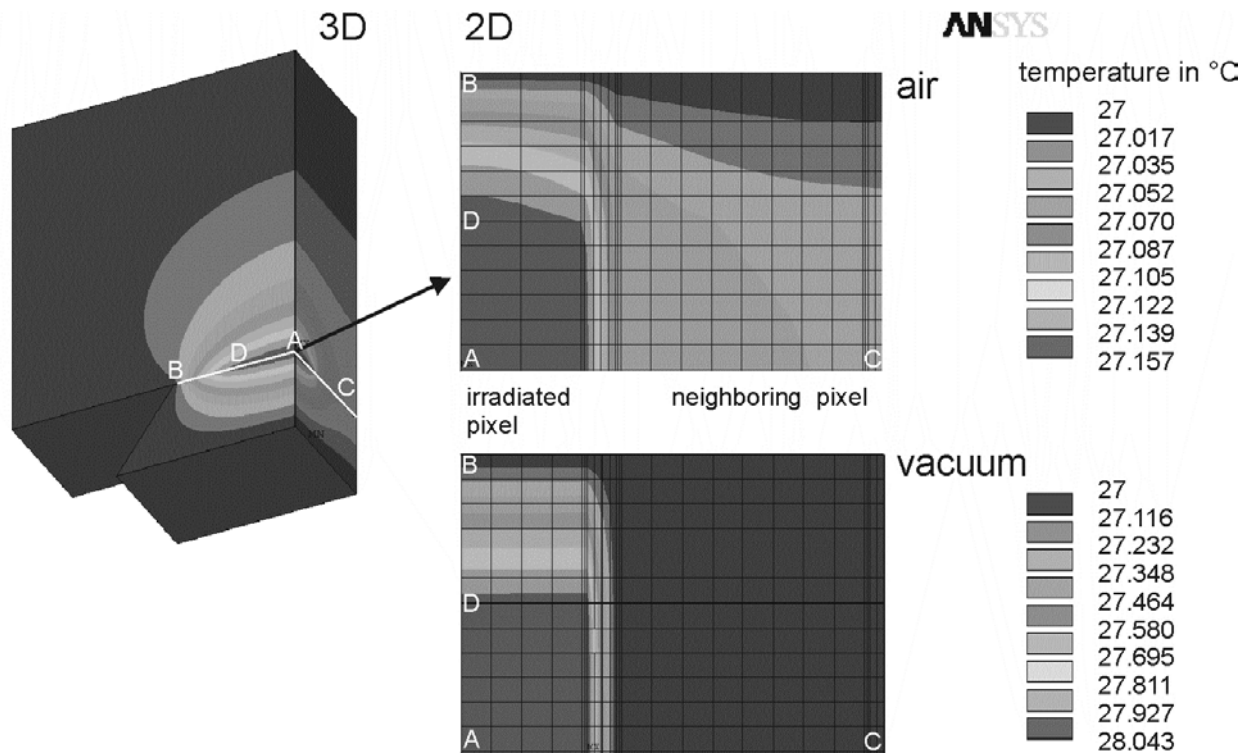 3D
2D
ANSYS
B
D
A
C
B
D
A
C
air
irradiated
pixel
neighboring pixel
temperature in °C
27
27.017
27.035
27.052
27.070
27.087
27.105
27.122
27.139
27.157
B
D
A
C
vacuum
27
27.116
27.232
27.348
27.464
27.580
27.695
27.811
27.927
28.043